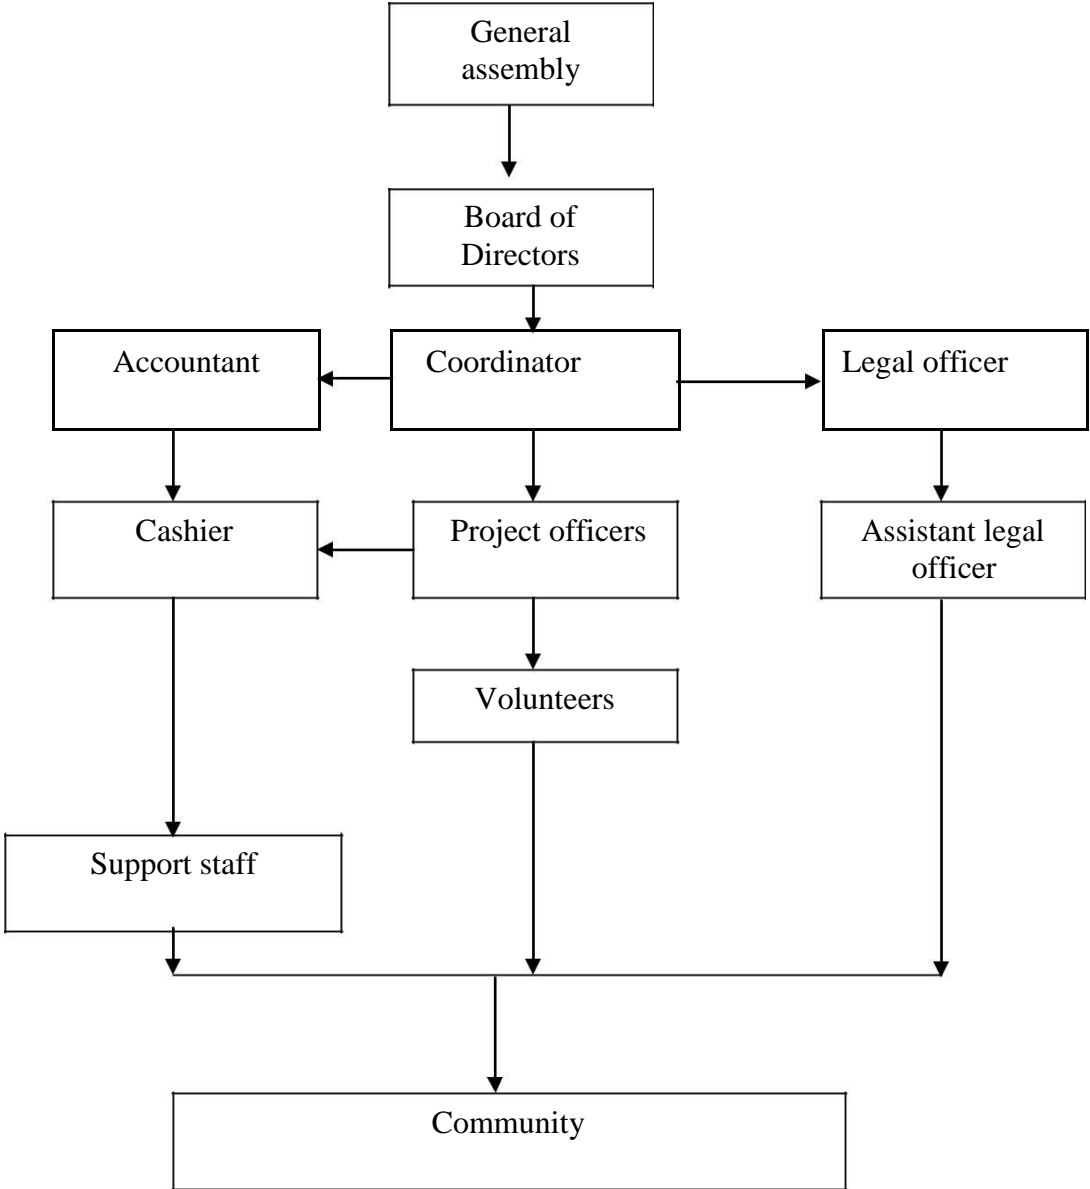 General
assembly
Board of
Directors
Accountant
Coordinator
Legal officer
Cashier
Project officers
Assistant legal
officer
Volunteers
Support staff
Community